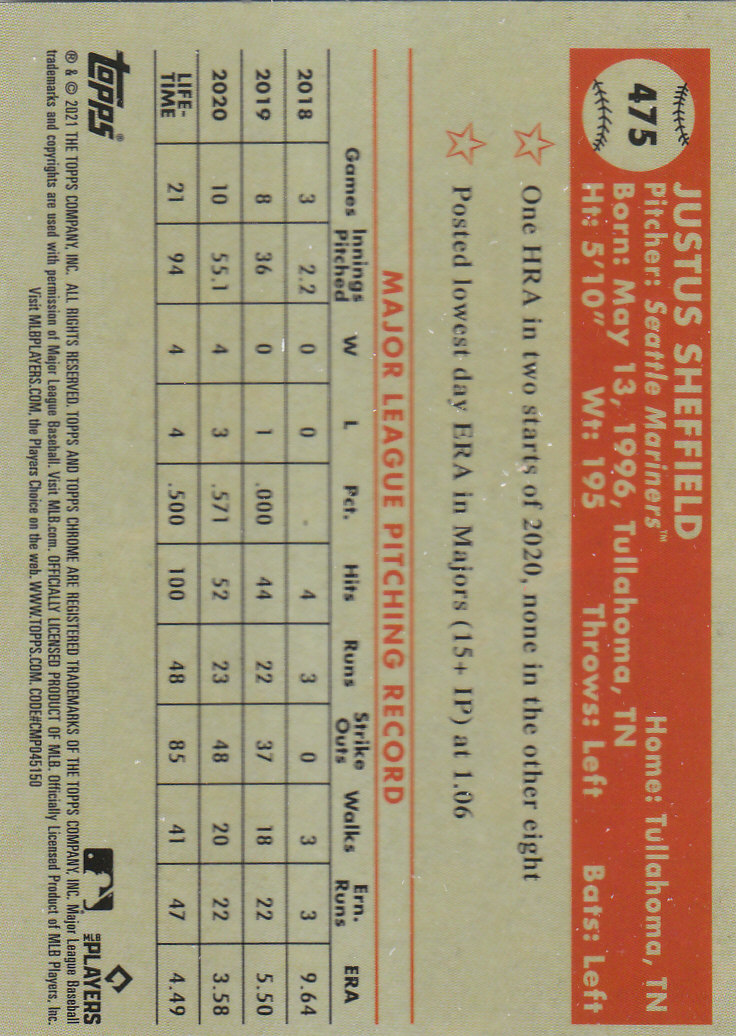 475
JUSTUS SHEFFIELD
Pitcher: Seattle Mariners™ Home: Tullahoma, TN
Born: May 13, 1996, Tullahoma, TN
Ht: 5'10" Wt: 195 Throws: Left Bats: Left
One HRA in two starts of 2020, none in the other eight
Posted lowest day ERA in Majors (15+ IP) at 1.06
MAJOR LEAGUE PITCHING RECORD
Games Innings Pitched W L Pct. Hits Runs Strike Outs Walks Ern. Runs ERA
2018 3 2.2 0 0 . 4 3 0 3 3 9.64
2019 8 36 0 1 .000 44 22 37 18 22 5.50
2020 10 55.1 4 3 .571 52 23 48 20 22 3.58
LIFE-TIME 21 94 4 4 .500 100 48 85 41 47 4.49
topps®
MLB PLAYERS
® & © 2021 THE TOPPS COMPANY, INC. ALL RIGHTS RESERVED. TOPPS AND TOPPS CHROME ARE REGISTERED TRADEMARKS OF THE TOPPS COMPANY, INC. Major League Baseball
trademarks and copyrights are used with permission of Major League Baseball. Visit MLB.com. OFFICIALLY LICENSED PRODUCT OF MLB. Officially Licensed Product of MLB Players, Inc.
Visit MLBPLAYERS.COM, the Players Choice on the web. WWW.TOPPS.COM. CODE#CMP045150